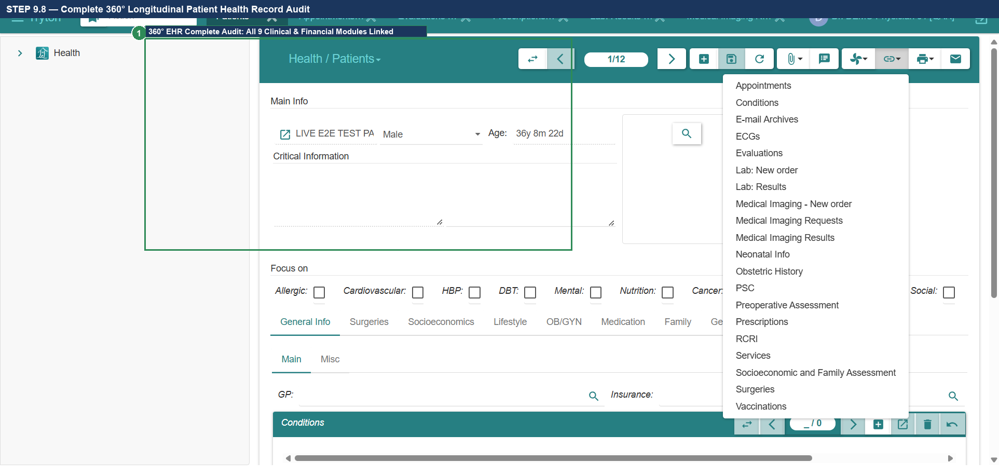 STEP 9.8 — Complete 360° Longitudinal Patient Health Record Audit
360° EHR Complete Audit: All 9 Clinical & Financial Modules Linked
1
Health
Health / Patients
1/12
Main Info
LIVE E2E TEST PA
Male
Age:
36y 8m 22d
Critical Information
Appointments
Conditions
E-mail Archives
ECGs
Evaluations
Lab: New order
Lab: Results
Medical Imaging - New order
Medical Imaging Requests
Medical Imaging Results
Neonatal Info
Obstetric History
PSC
Preoperative Assessment
Prescriptions
RCRI
Services
Socioeconomic and Family Assessment
Surgeries
Vaccinations
Focus on
Allergic:
Cardiovascular:
HBP:
DBT:
Mental:
Nutrition:
Cancer:
Social:
General Info
Surgeries
Socioeconomics
Lifestyle
OB/GYN
Medication
Family
Ge
Main
Misc
GP:
Insurance:
Conditions
_ / 0